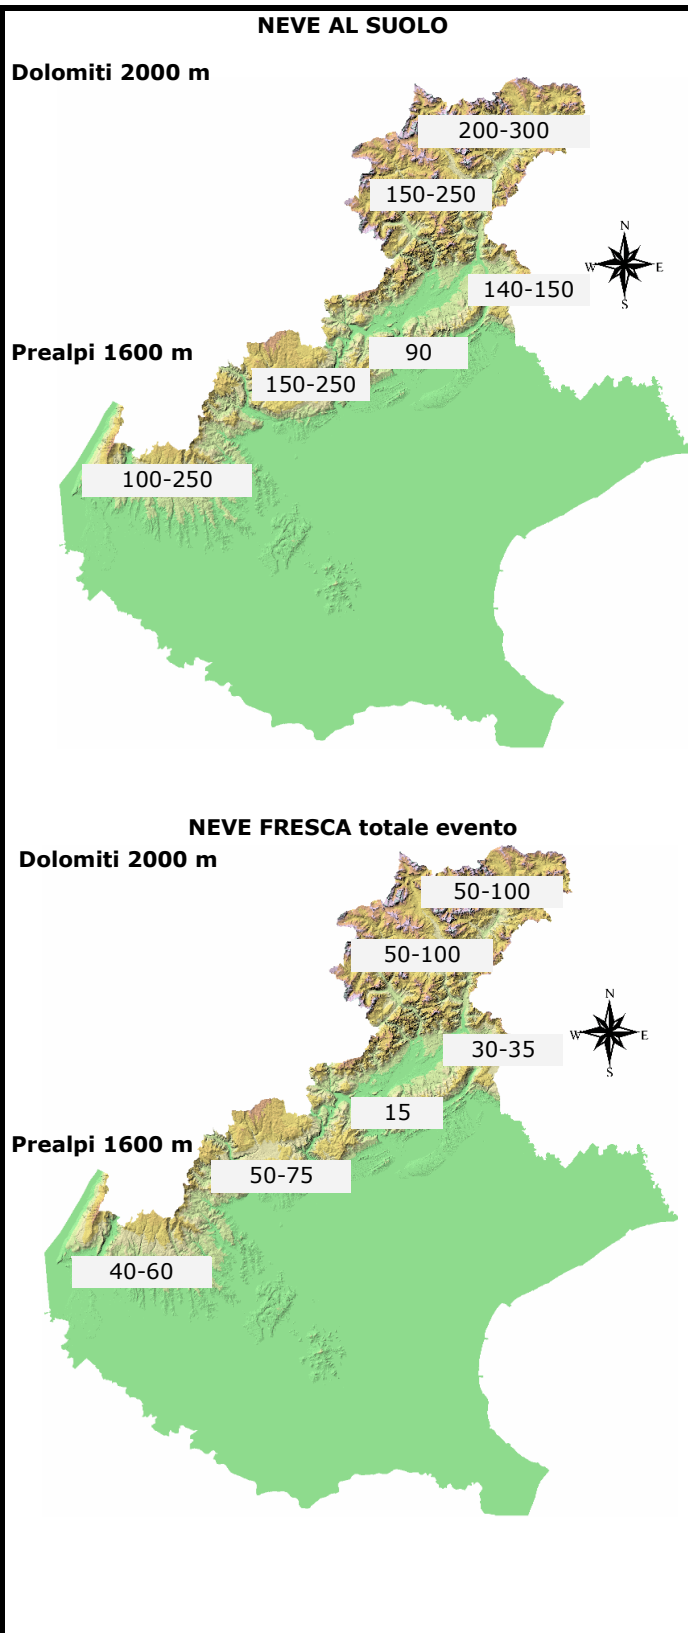 NEVE AL SUOLO
Dolomiti 2000 m
200-300
150-250
N
W
E
S
140-150
Prealpi 1600 m
90
150-250
100-250
NEVE FRESCA totale evento
Dolomiti 2000 m
50-100
50-100
N
W
E
S
30-35
15
Prealpi 1600 m
50-75
40-60